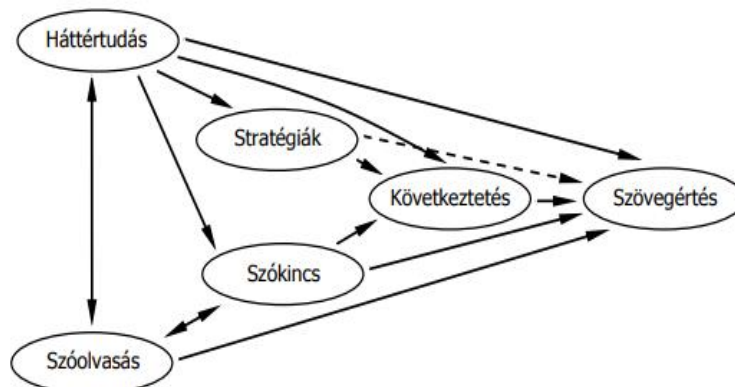 Háttértudás
Stratégiák
Következtetés
Szövegértés
Szókincs
Szóolvasás